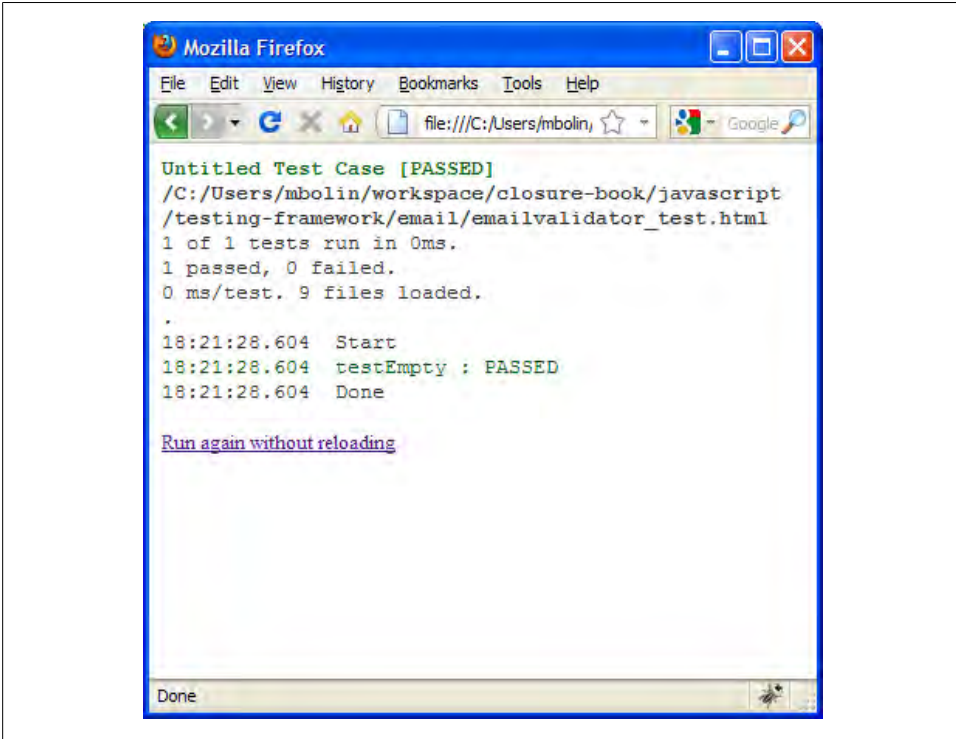 Mozilla Firefox
File Edit View History Bookmarks Tools Help
file:///C:/Users/mbolin, Google
Untitled Test Case [PASSED]
/C:/Users/mbolin/workspace/closure-book/javascript
/testing-framework/email/emailvalidator_test.html
1 of 1 tests run in 0ms.
1 passed, 0 failed.
0 ms/test. 9 files loaded.
.
18:21:28.604 Start
18:21:28.604 testEmpty : PASSED
18:21:28.604 Done
Run again without reloading
Done